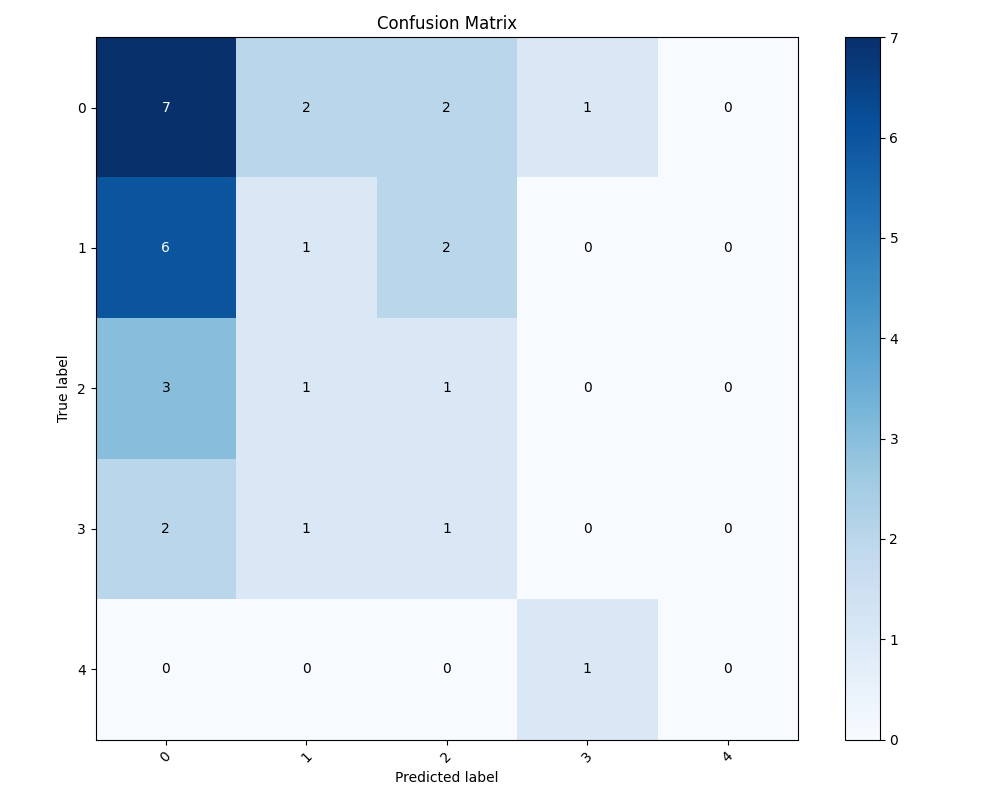 Confusion Matrix
True label
0 7 2 2 1 0
1 6 1 2 0 0
2 3 1 1 0 0
3 2 1 1 0 0
4 0 0 0 1 0
0 1 2 3 4
Predicted label
7
6
5
4
3
2
1
0